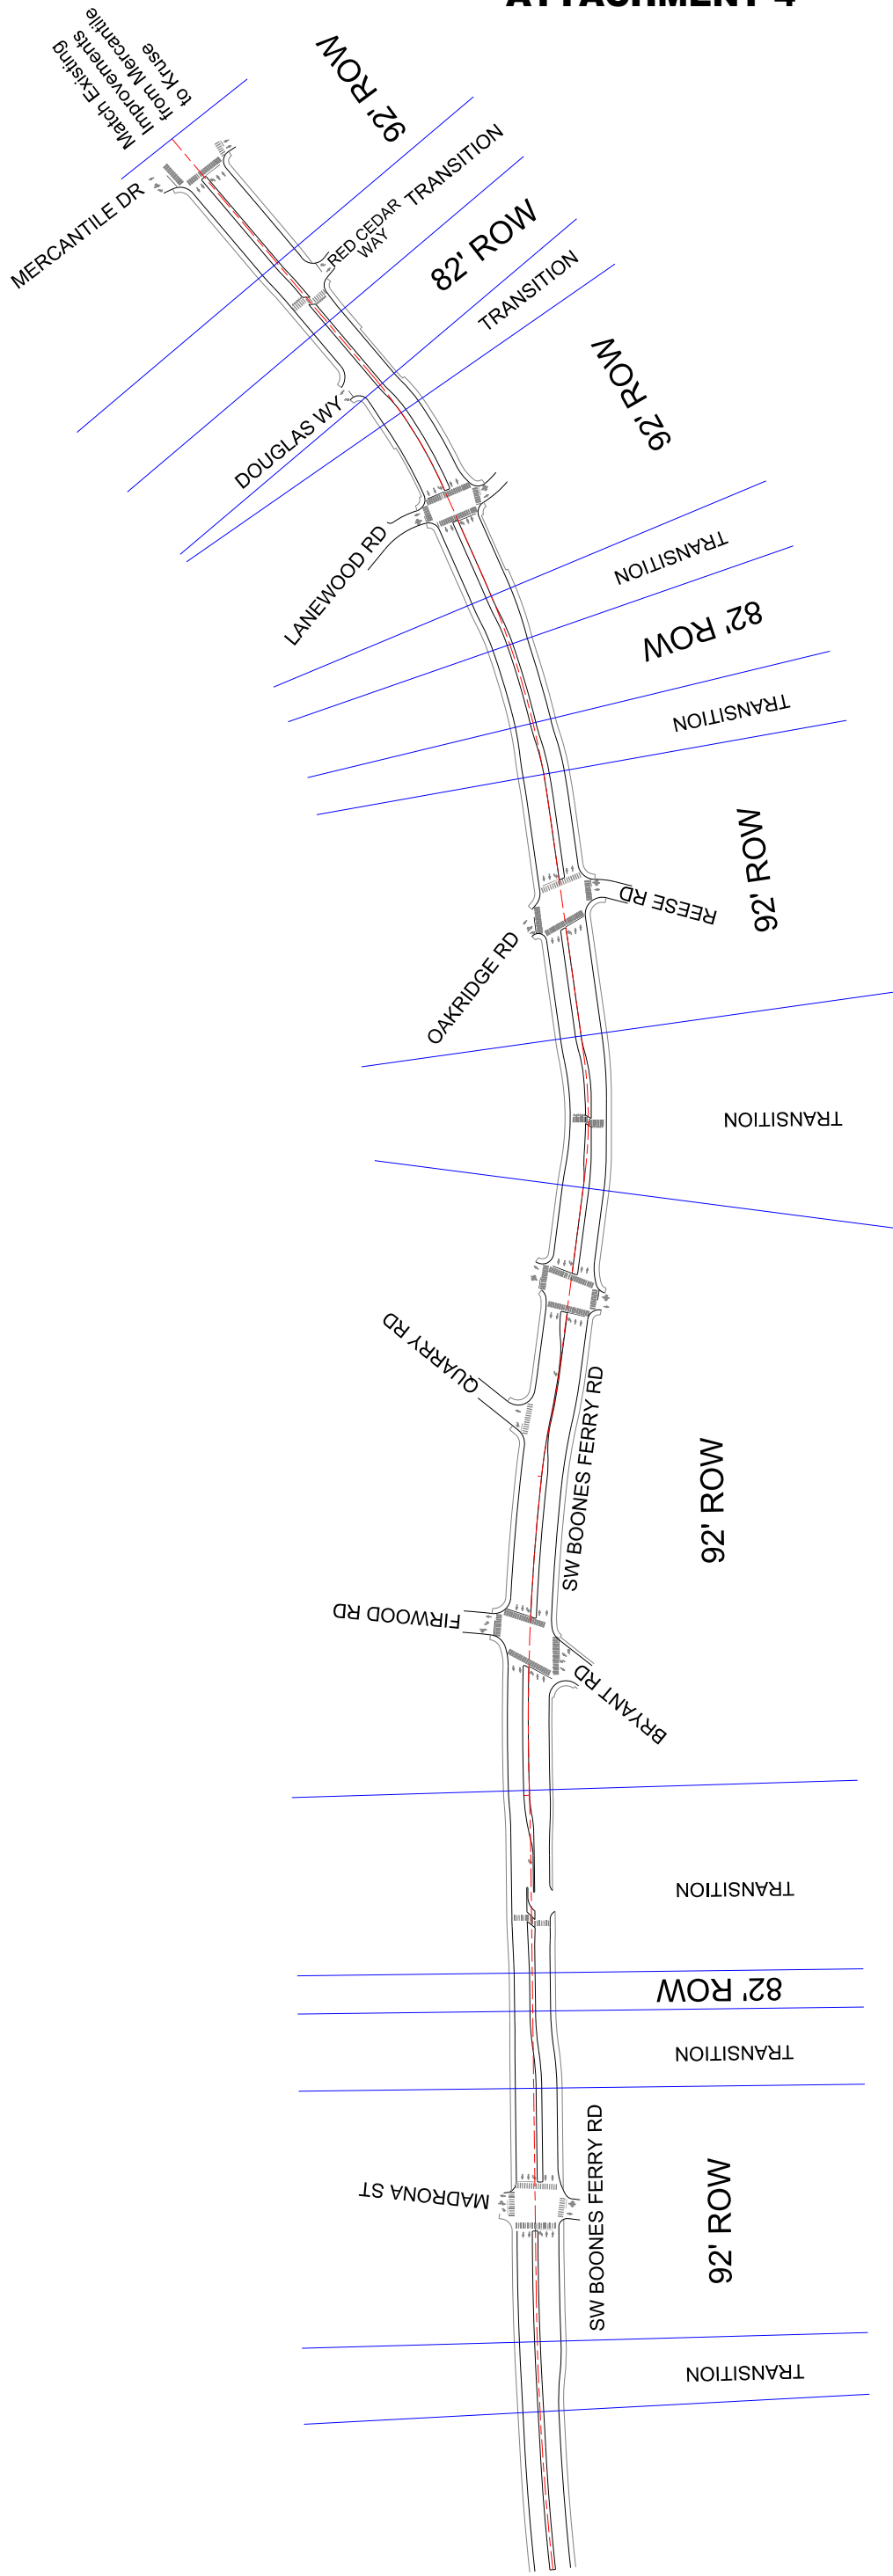 ATTACHMENT 4
Match Existing
Improvements
from Mercantile
to Kruse
92' ROW
MERCANTILE DR
TRANSITION
RED CEDAR
WAY
82' ROW
TRANSITION
92' ROW
DOUGLAS WY
LANEWOOD RD
TRANSITION
82' ROW
TRANSITION
92' ROW
REESE RD
OAKRIDGE RD
TRANSITION
QUARRY RD
SW BOONES FERRY RD
92' ROW
FIRWOOD RD
BRYANT RD
TRANSITION
82' ROW
TRANSITION
MADRONA ST
SW BOONES FERRY RD
92' ROW
TRANSITION